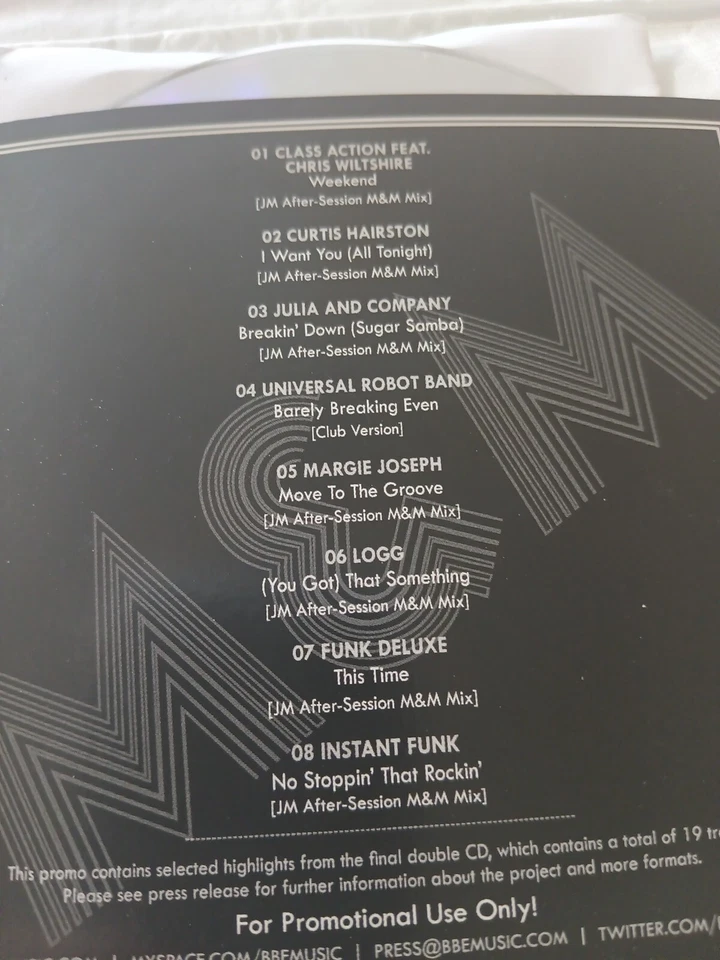 01 CLASS ACTION FEAT.
CHRIS WILTSHIRE
Weekend
[JM After-Session M&M Mix]
02 CURTIS HAIRSTON
I Want You (All Tonight)
[JM After-Session M&M Mix]
03 JULIA AND COMPANY
Breakin' Down (Sugar Samba)
[JM After-Session M&M Mix]
04 UNIVERSAL ROBOT BAND
Barely Breaking Even
[Club Version]
05 MARGIE JOSEPH
Move To The Groove
[JM After-Session M&M Mix]
06 LOGG
(You Got) That Something
[JM After-Session M&M Mix]
07 FUNK DELUXE
This Time
[JM After-Session M&M Mix]
08 INSTANT FUNK
No Stoppin' That Rockin'
[JM After-Session M&M Mix]
M&M
This promo contains selected highlights from the final double CD, which contains a total of 19
Please see press release for further information about the project and more formats.
For Promotional Use Only!
| MYSPACE.COM/BBEMUSIC | PRESS@BBEMUSIC.COM | TWITTER.COM/